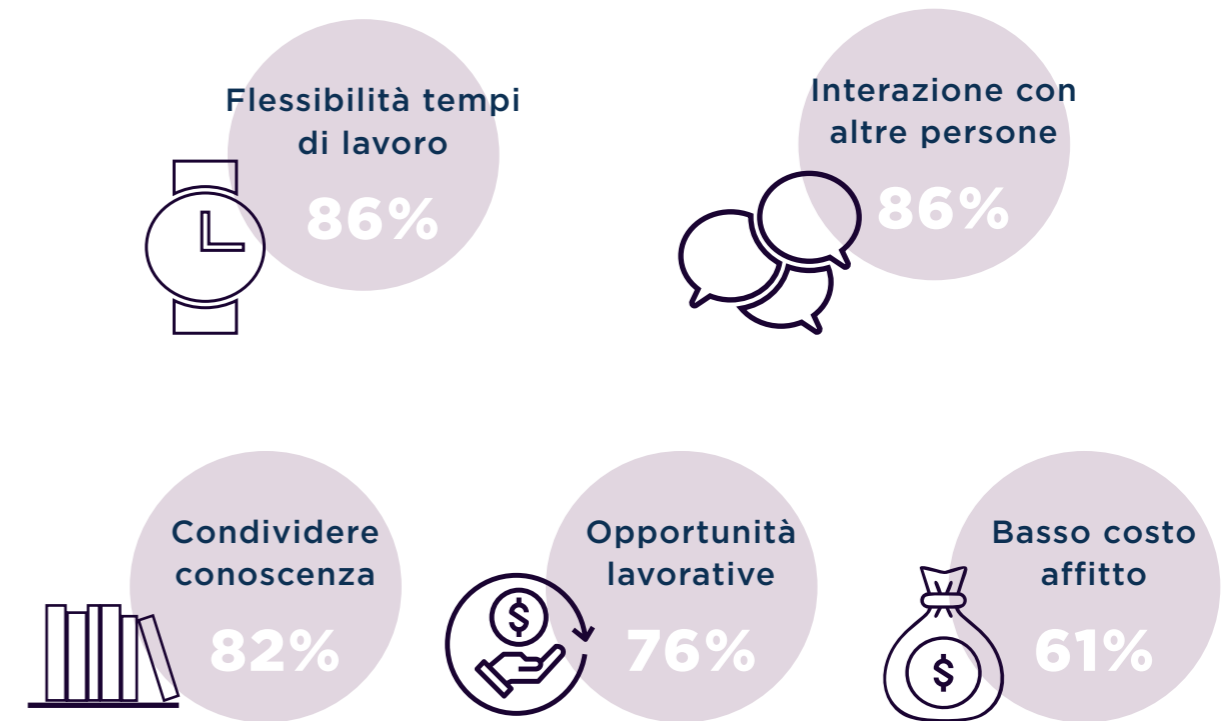 Flessibilità tempi
di lavoro
86%
Interazione con
altre persone
86%
Condividere
conoscenza
82%
Opportunità
lavorative
$
76%
Basso costo
affitto
$
61%